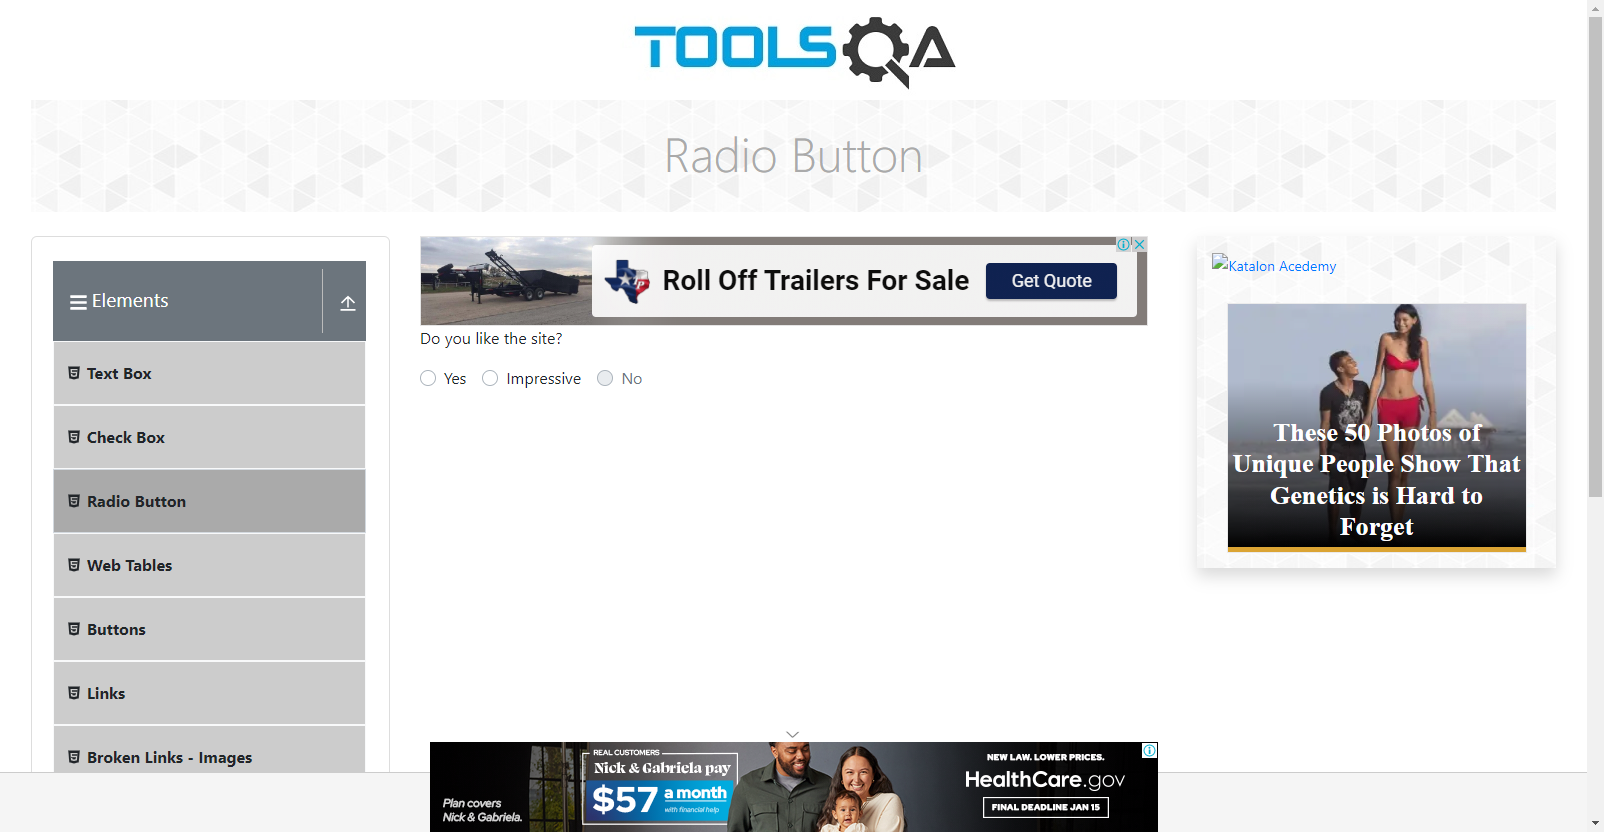 TOOLSQA
Radio Button
Elements
Text Box
Check Box
Radio Button
Web Tables
Buttons
Links
Broken Links - Images
Roll Off Trailers For Sale
Get Quote
Do you like the site?
Yes
Impressive
No
Katalon Acedemy
These 50 Photos of
Unique People Show That
Genetics is Hard to
Forget
Plan covers
Nick & Gabriela.
REAL CUSTOMERS
Nick & Gabriela pay
$57 a month
with financial help
NEW LAW. LOWER PRICES.
HealthCare.gov
FINAL DEADLINE JAN 15